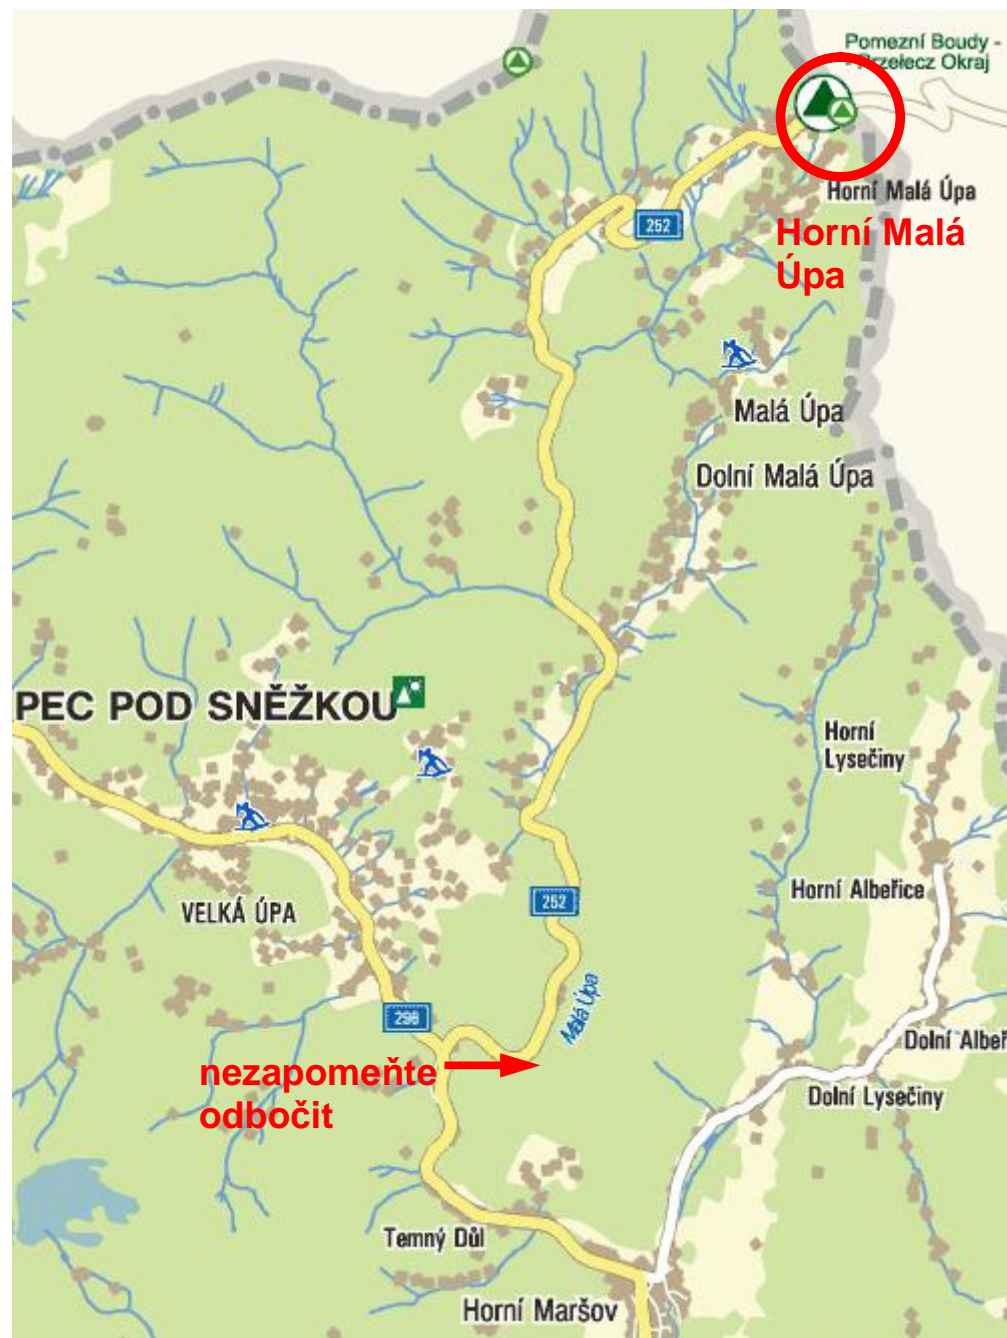 Pomezní Boudy -
- Przełecz Okraj
Horní Malá Úpa
252
Horní Malá
Úpa
Malá Úpa
Dolní Malá Úpa
PEC POD SNĚŽKOU
Horní
Lysečiny
VELKÁ ÚPA
252
Horní Albeřice
Malá Úpa
296
nezapomeňte
odbočit
Dolní Albeř
Dolní Lysečiny
Temný Důl
Horní Maršov